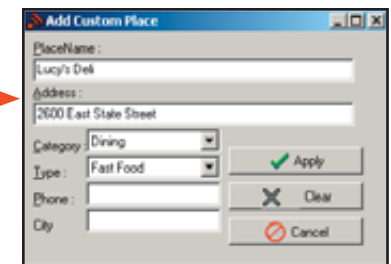 Add Custom Place
PlaceName :
Lucy's Deli
Address :
2600 East State Street
Category : Dining
Type : Fast Food
Apply
Phone :
Clear
City
Cancel